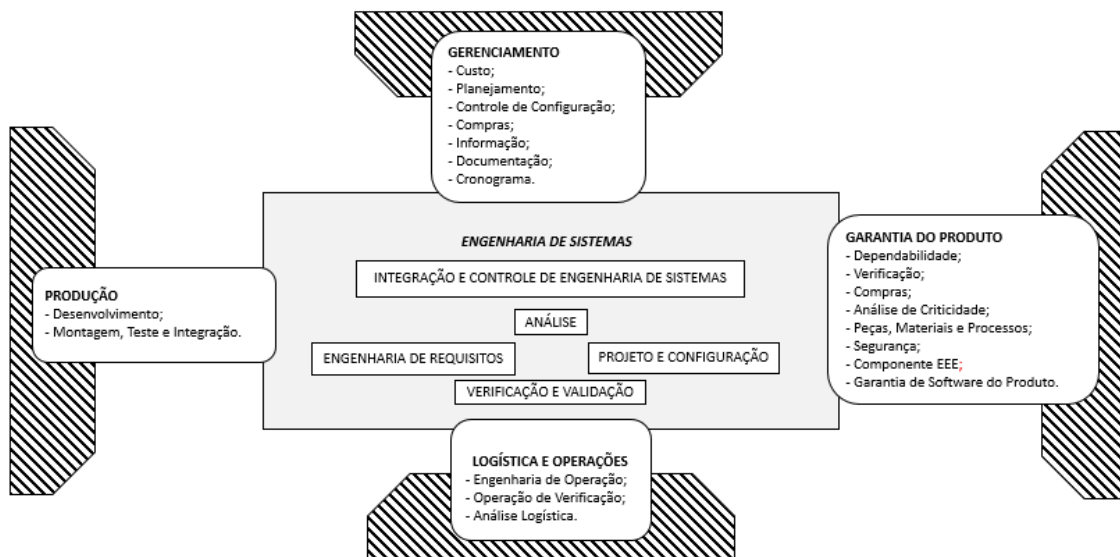 GERENCIAMENTO
- Custo;
- Planejamento;
- Controle de Configuração;
- Compras;
- Informação;
- Documentação;
- Cronograma.
ENGENHARIA DE SISTEMAS
INTEGRAÇÃO E CONTROLE DE ENGENHARIA DE SISTEMAS
ANÁLISE
ENGENHARIA DE REQUISITOS
PROJETO E CONFIGURAÇÃO
VERIFICAÇÃO E VALIDAÇÃO
PRODUÇÃO
- Desenvolvimento;
- Montagem, Teste e Integração.
GARANTIA DO PRODUTO
- Dependabilidade;
- Verificação;
- Compras;
- Análise de Criticidade;
- Peças, Materiais e Processos;
- Segurança;
- Componente EEE;
- Garantia de Software do Produto.
LOGÍSTICA E OPERAÇÕES
- Engenharia de Operação;
- Operação de Verificação;
- Análise Logística.